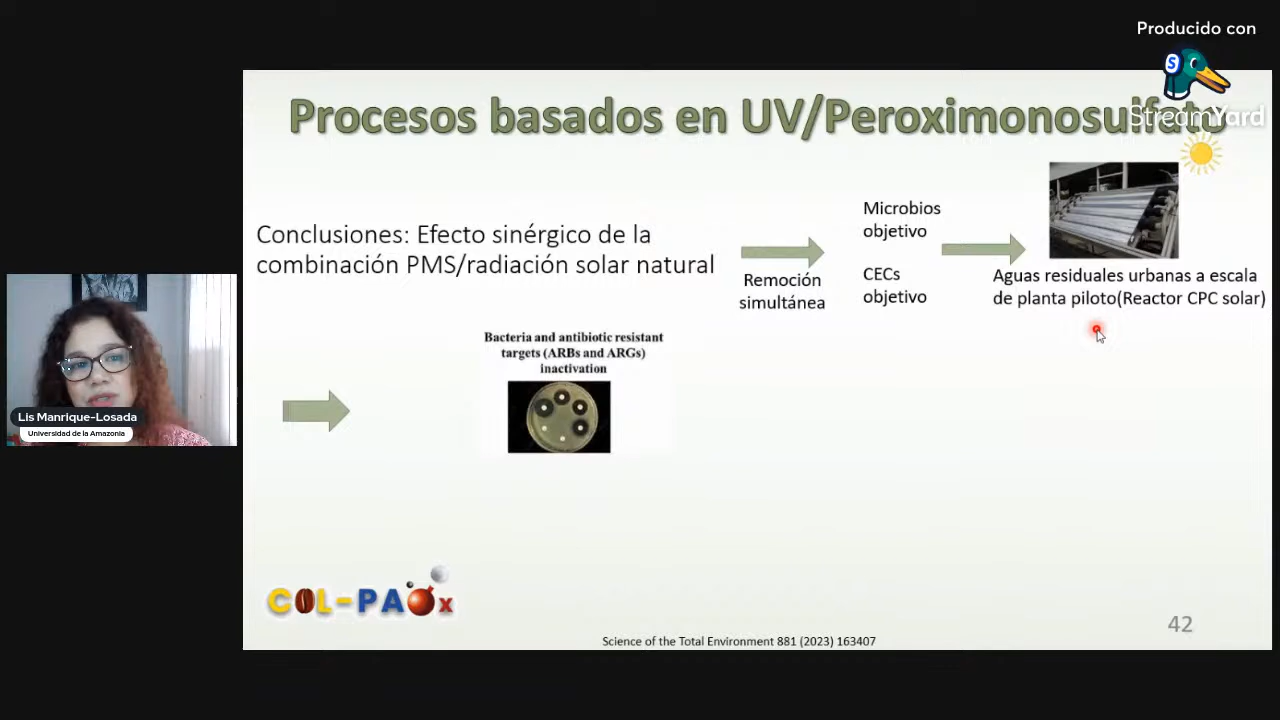 Producido con
StreamYard
Procesos basados en UV/Peroximonosulfato
Conclusiones: Efecto sinérgico de la
combinación PMS/radiación solar natural
Remoción
simultánea
Microbios
objetivo
CECs
objetivo
Aguas residuales urbanas a escala
de planta piloto(Reactor CPC solar)
Bacteria and antibiotic resistant
targets (ARBs and ARGs)
inactivation
Lis Manrique-Losada
Universidad de la Amazonia
COL-PAOx
42
Science of the Total Environment 881 (2023) 163407